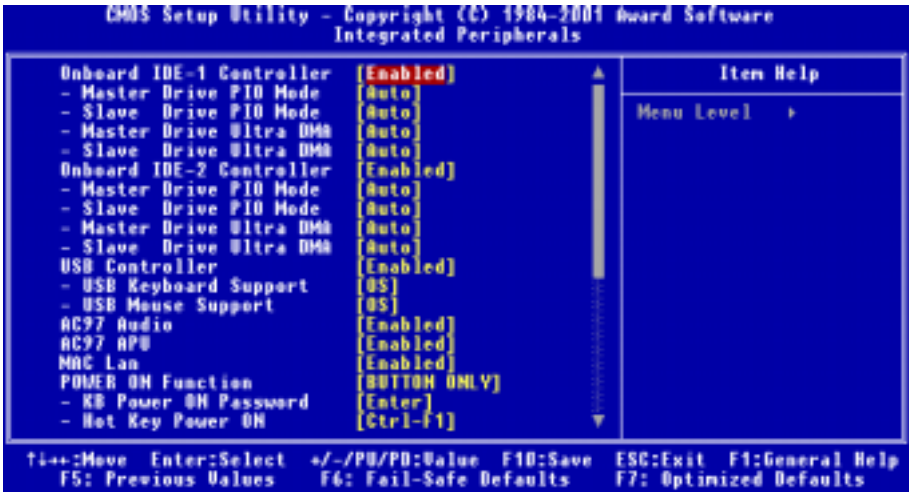 CMOS Setup Utility - Copyright (C) 1984-2001 Award Software
Integrated Peripherals
Onboard IDE-1 Controller [Enabled]
- Master Drive PIO Mode [Auto]
- Slave Drive PIO Mode [Auto]
- Master Drive Ultra DMA [Auto]
- Slave Drive Ultra DMA [Auto]
Onboard IDE-2 Controller [Enabled]
- Master Drive PIO Mode [Auto]
- Slave Drive PIO Mode [Auto]
- Master Drive Ultra DMA [Auto]
- Slave Drive Ultra DMA [Auto]
USB Controller [Enabled]
- USB Keyboard Support [OS]
- USB Mouse Support [OS]
AC97 Audio [Enabled]
AC97 APU [Enabled]
MAC Lan [Enabled]
POWER ON Function [BUTTON ONLY]
- KB Power ON Password [Enter]
- Hot Key Power ON [Ctrl-F1]
Item Help
Menu Level ▸
↑↓→←:Move Enter:Select +/-/PU/PD:Value F10:Save ESC:Exit F1:General Help
F5: Previous Values F6: Fail-Safe Defaults F7: Optimized Defaults